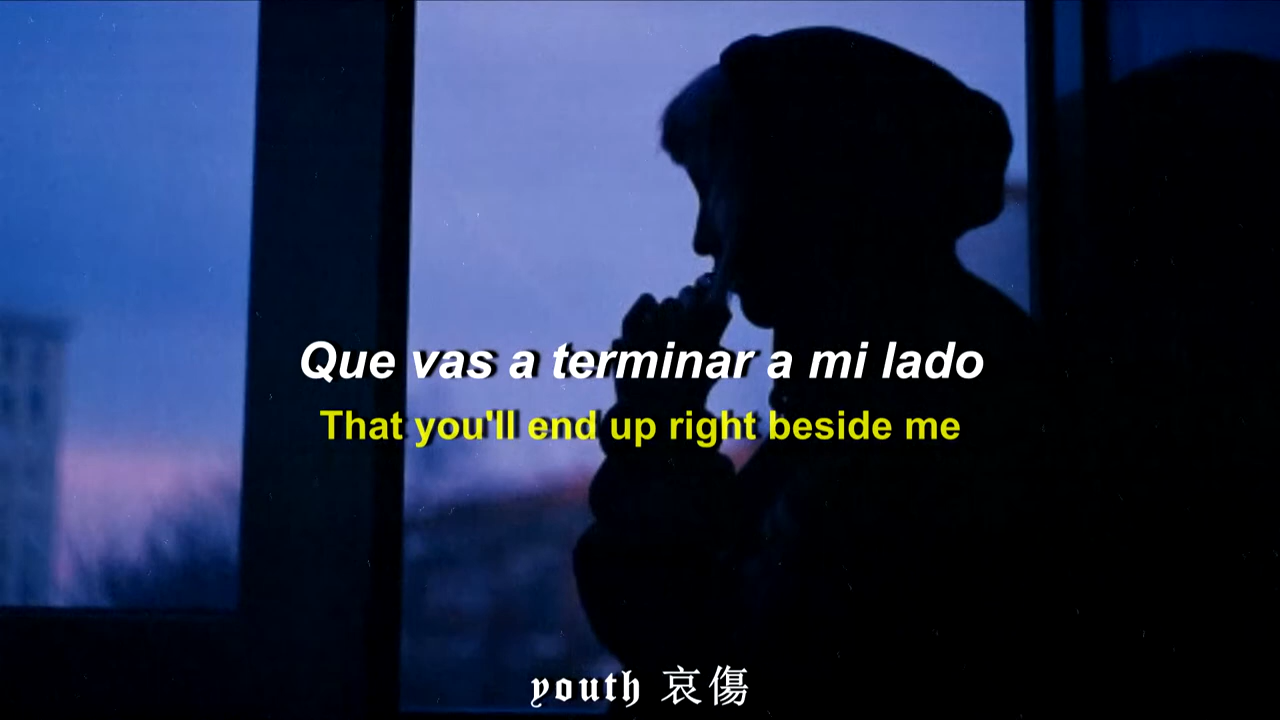 Que vas a terminar a mi lado
That you'll end up right beside me
youth 哀傷